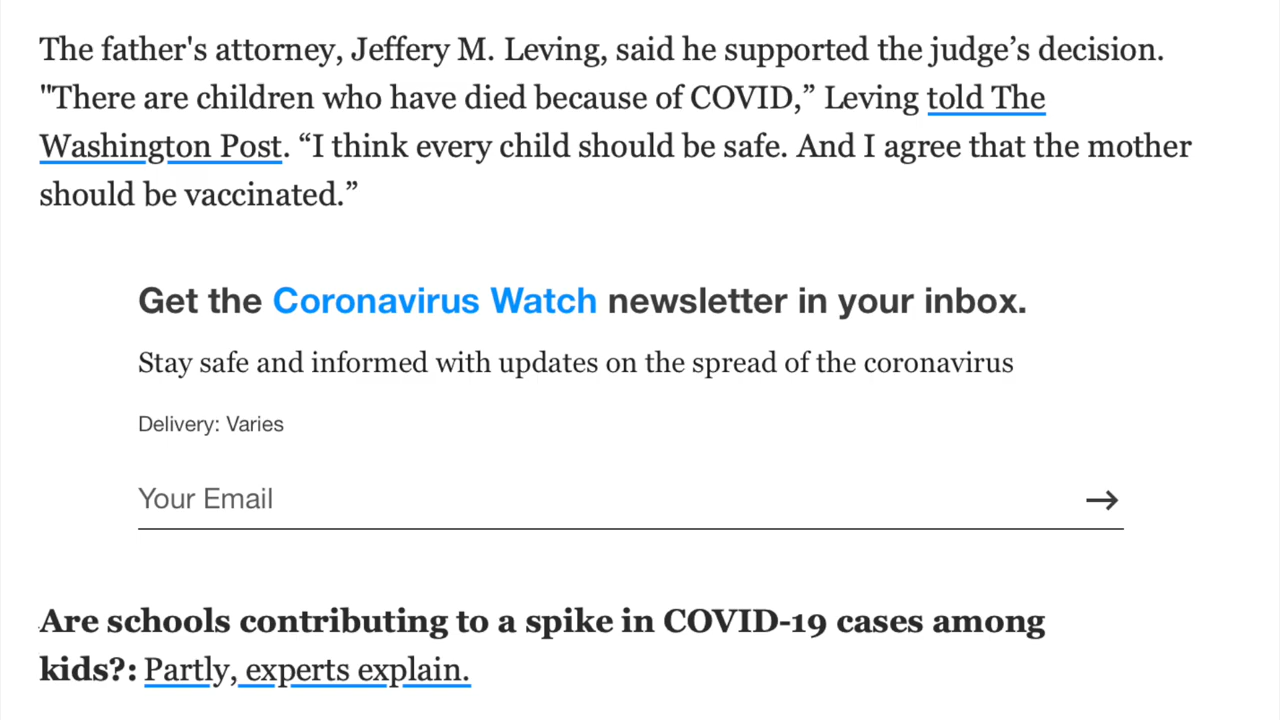 The father's attorney, Jeffery M. Leving, said he supported the judge’s decision.
"There are children who have died because of COVID,” Leving told The
Washington Post. “I think every child should be safe. And I agree that the mother
should be vaccinated.”
Get the Coronavirus Watch newsletter in your inbox.
Stay safe and informed with updates on the spread of the coronavirus
Delivery: Varies
Your Email →
Are schools contributing to a spike in COVID-19 cases among
kids?: Partly, experts explain.